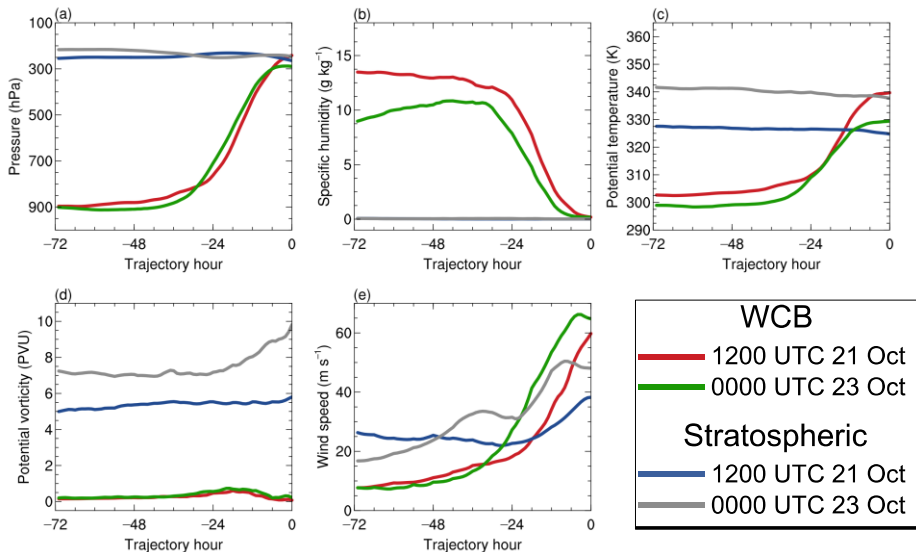 (a)
100
300
500
700
900
Pressure (hPa)
−72 −48 −24 0
Trajectory hour
(b)
15
10
5
0
Specific humidity (g kg⁻¹)
−72 −48 −24 0
Trajectory hour
(c)
360
350
340
330
320
310
300
290
Potential temperature (K)
−72 −48 −24 0
Trajectory hour
(d)
10
8
6
4
2
0
Potential vorticity (PVU)
−72 −48 −24 0
Trajectory hour
(e)
60
40
20
0
Wind speed (m s⁻¹)
−72 −48 −24 0
Trajectory hour
WCB
1200 UTC 21 Oct
0000 UTC 23 Oct
Stratospheric
1200 UTC 21 Oct
0000 UTC 23 Oct